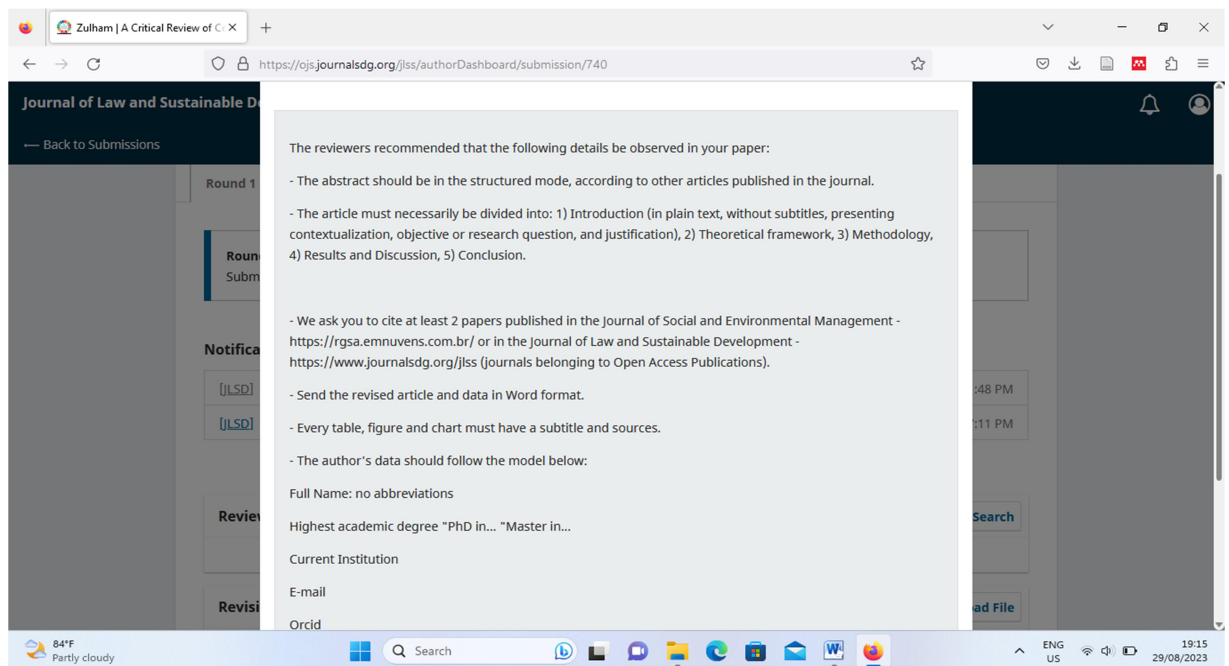 Zulham | A Critical Review of Co
https://ojs.journalsdg.org/jlss/authorDashboard/submission/740
Journal of Law and Sustainable De
← Back to Submissions
Round 1
Roun
Subm
The reviewers recommended that the following details be observed in your paper:
- The abstract should be in the structured mode, according to other articles published in the journal.
- The article must necessarily be divided into: 1) Introduction (in plain text, without subtitles, presenting
contextualization, objective or research question, and justification), 2) Theoretical framework, 3) Methodology,
4) Results and Discussion, 5) Conclusion.
- We ask you to cite at least 2 papers published in the Journal of Social and Environmental Management -
https://rgsa.emnuvens.com.br/ or in the Journal of Law and Sustainable Development -
https://www.journalsdg.org/jlss (journals belonging to Open Access Publications).
- Send the revised article and data in Word format.
- Every table, figure and chart must have a subtitle and sources.
- The author's data should follow the model below:
Full Name: no abbreviations
Highest academic degree "PhD in... "Master in...
Current Institution
E-mail
Orcid
Notifica
[JLSD] :48 PM
[JLSD] :11 PM
Review Search
Revisi ad File
84°F
Partly cloudy
Search
ENG
US
19:15
29/08/2023